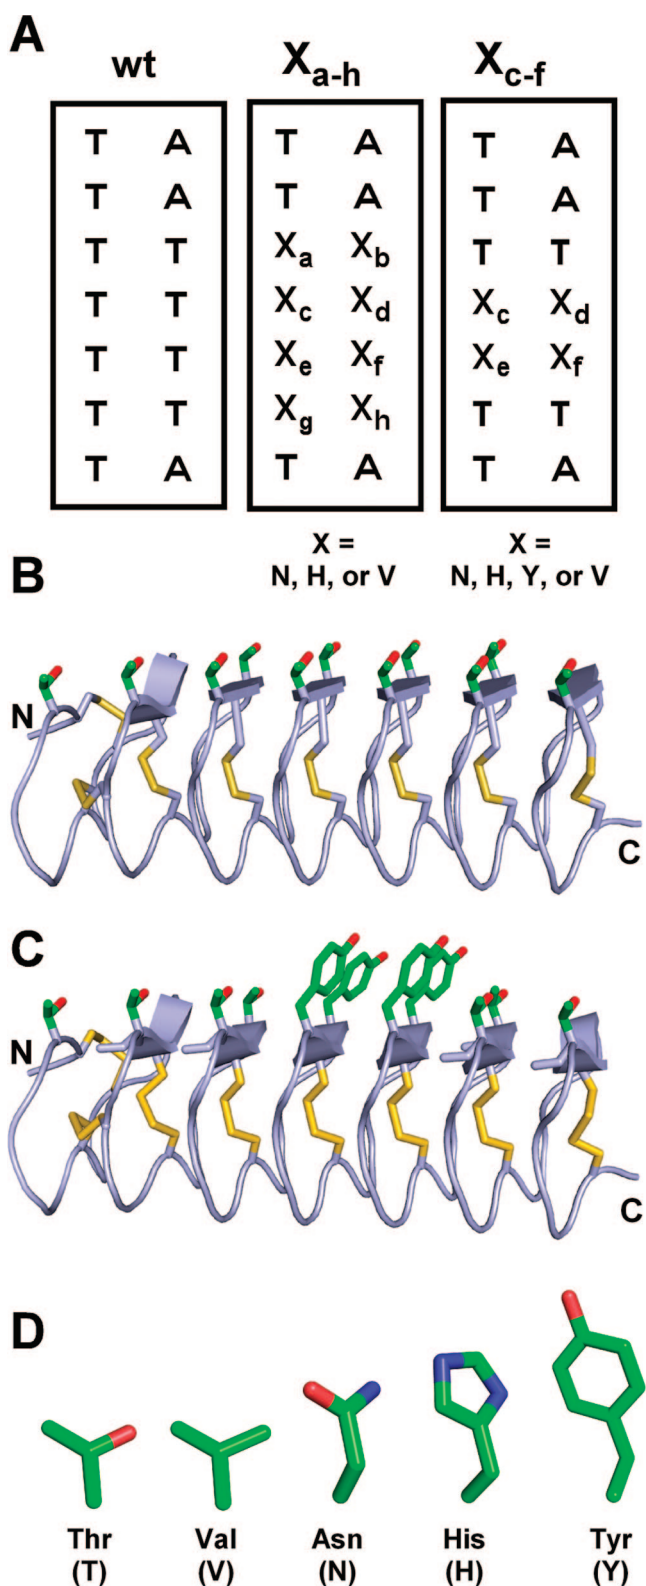 A
wt Xa-h Xc-f
T A T A T A
T A T A T A
T T Xa Xb T T
T T Xc Xd Xc Xd
T T Xe Xf Xe Xf
T T Xg Xh T T
T A T A T A
X = X =
N, H, or V N, H, Y, or V
B
N
C
C
N
C
D
Thr Val Asn His Tyr
(T) (V) (N) (H) (Y)